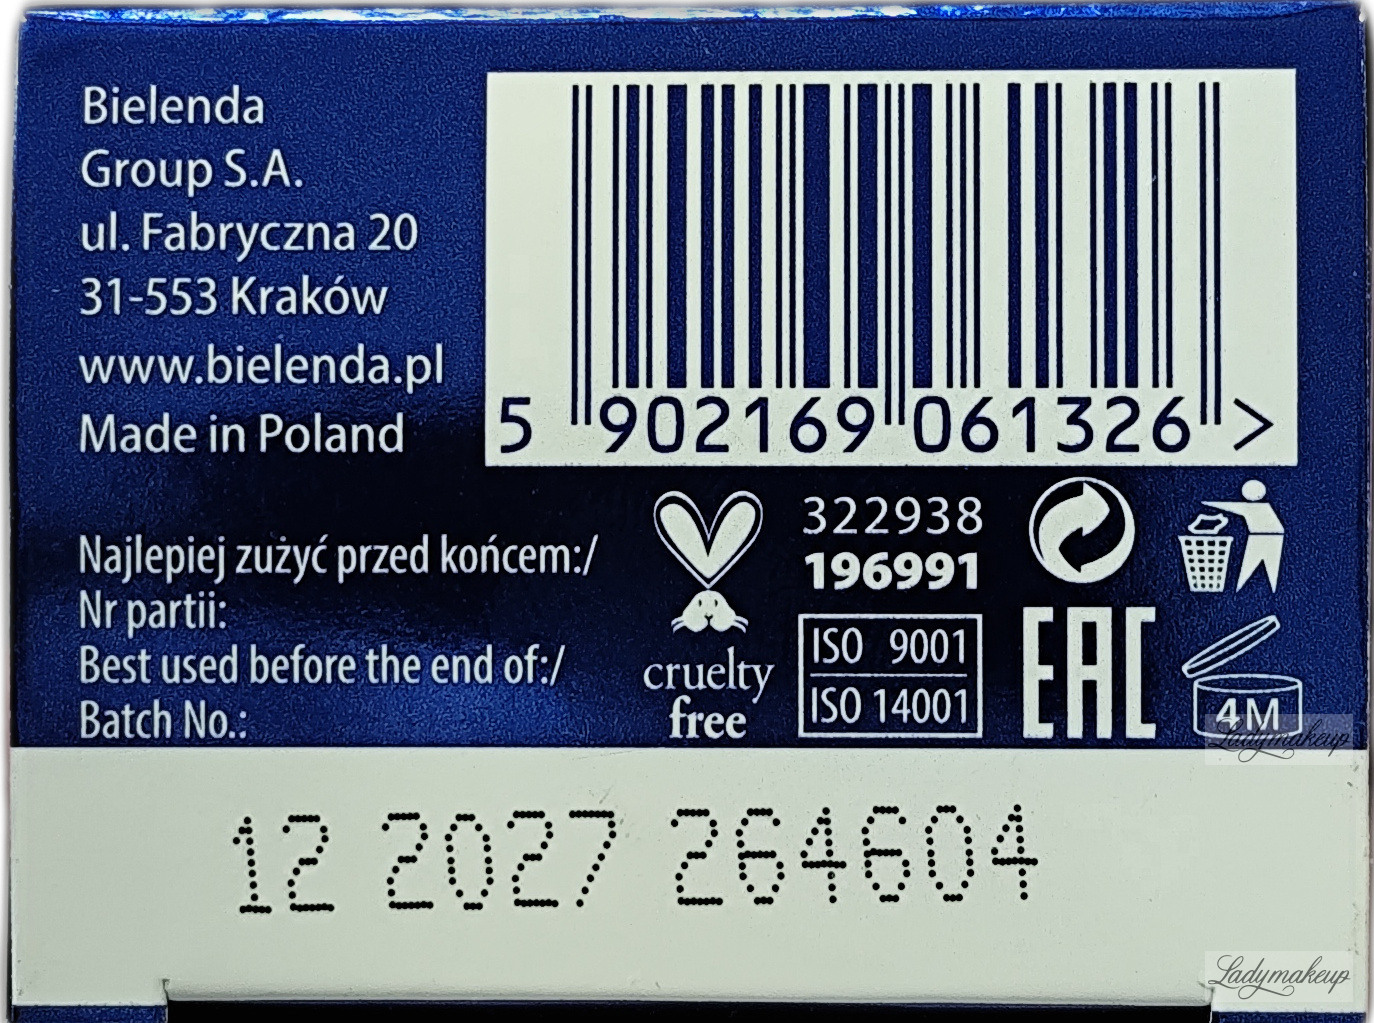 Bielenda
Group S.A.
ul. Fabryczna 20
31-553 Kraków
www.bielenda.pl
Made in Poland
5 902169 061326 >
Najlepiej zużyć przed końcem:/
Nr partii:
Best used before the end of:/
Batch No.:
cruelty
free
322938
196991
ISO 9001
ISO 14001
EAC
4M
Ladymakeup
12 2027 264604
Ladymakeup